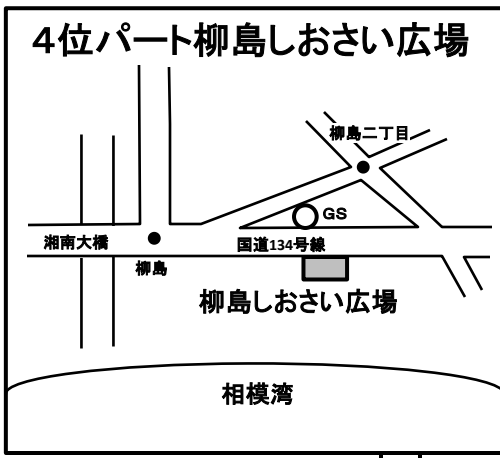 4位パート柳島しおさい広場
柳島二丁目
GS
湘南大橋
国道134号線
柳島
柳島しおさい広場
相模湾